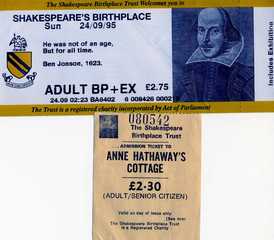 The Shakespeare Birthplace Trust Welcomes you in
SHAKESPEARE'S BIRTHPLACE
Sun 24/09/95
He was not of an age,
But for all time.
Ben Jonson, 1623.
ADULT BP+EX £2.75
24.09 02:23 BA8402 6 008426 0002
Includes Exhibition
The Trust is a registered charity incorporated by Act of Parliament
080542
The Shakespeare
Birthplace Trust
ADMISSION TICKET TO
ANNE HATHAWAY'S
COTTAGE
£2·30
(ADULT/SENIOR CITIZEN)
Valid on day of issue only
The Shakespeare Birthplace Trust
is a Registered Charity